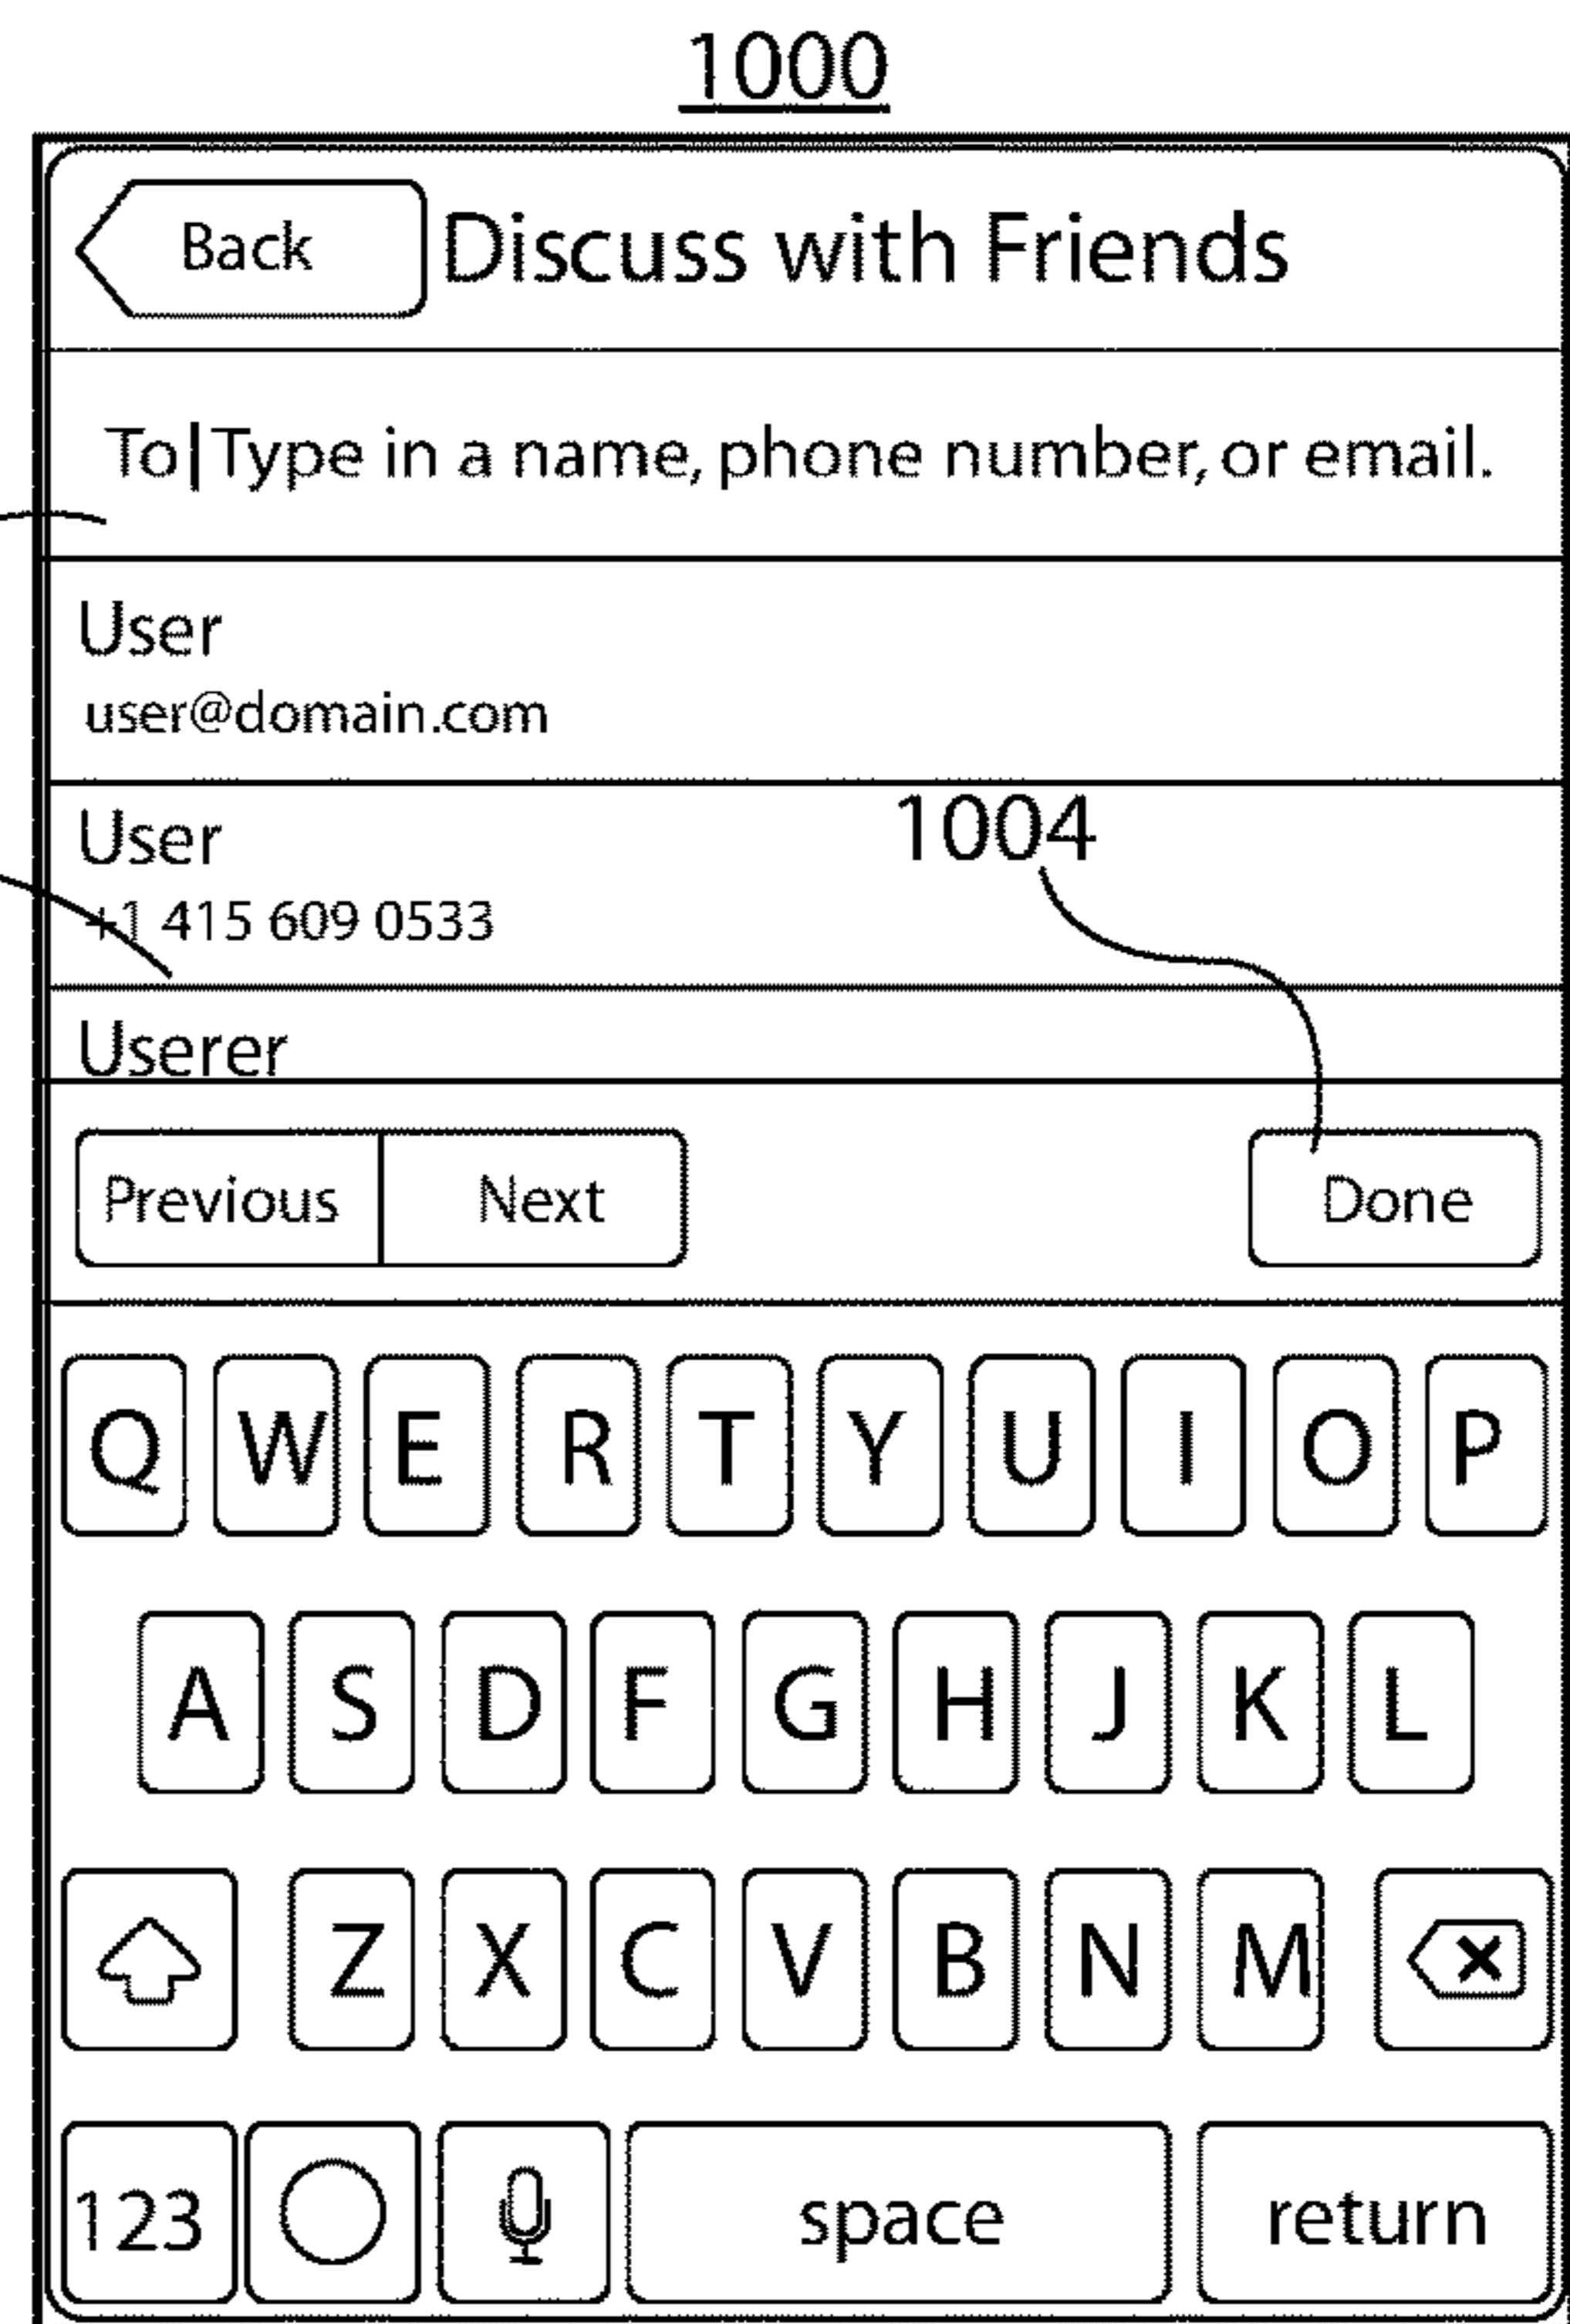 1000
Back Discuss with Friends
To|Type in a name, phone number, or email.
User
user@domain.com
User
1004
+1 415 609 0533
Userer
Previous Next Done
Q W E R T Y U I O P
A S D F G H J K L
Z X C V B N M
123 space return